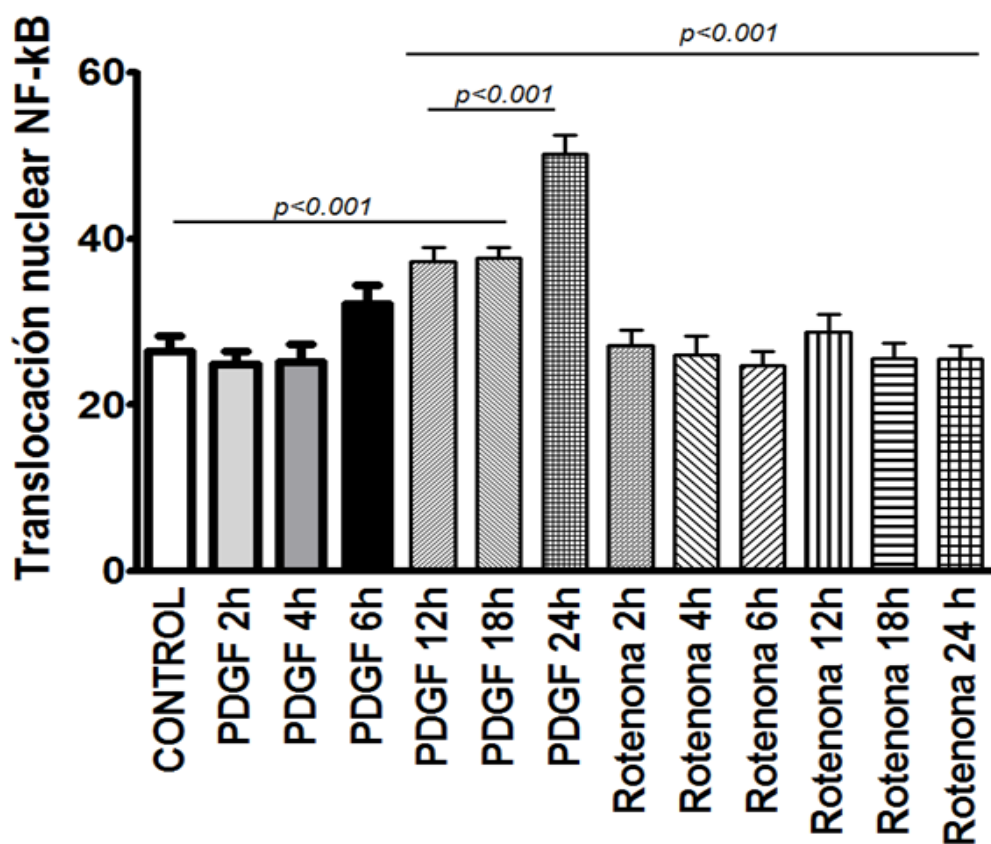 Translocación nuclear NF-kB
60
40
20
0
p<0.001
p<0.001
p<0.001
CONTROL
PDGF 2h
PDGF 4h
PDGF 6h
PDGF 12h
PDGF 18h
PDGF 24h
Rotenona 2h
Rotenona 4h
Rotenona 6h
Rotenona 12h
Rotenona 18h
Rotenona 24 h